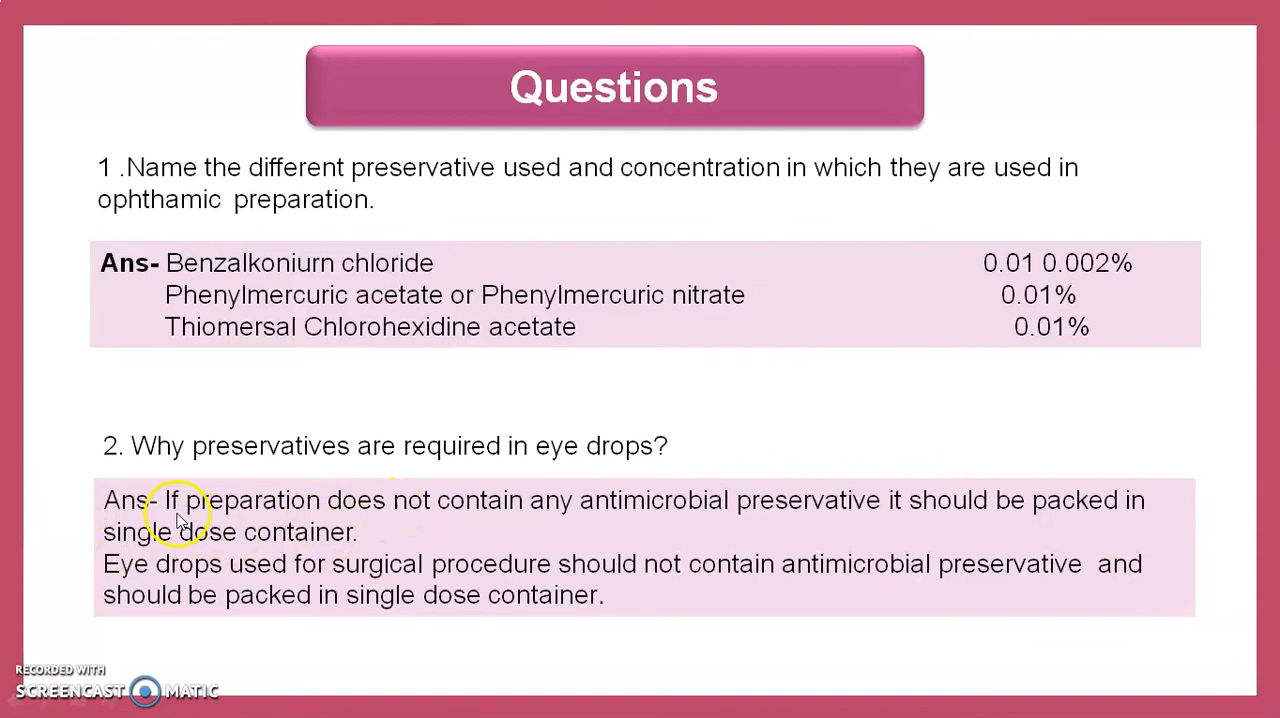 Questions
1 .Name the different preservative used and concentration in which they are used in
ophthamic preparation.
Ans- Benzalkoniurn chloride 0.01 0.002%
Phenylmercuric acetate or Phenylmercuric nitrate 0.01%
Thiomersal Chlorohexidine acetate 0.01%
2. Why preservatives are required in eye drops?
Ans- If preparation does not contain any antimicrobial preservative it should be packed in
single dose container.
Eye drops used for surgical procedure should not contain antimicrobial preservative and
should be packed in single dose container.
RECORDED WITH
SCREENCAST MATIC